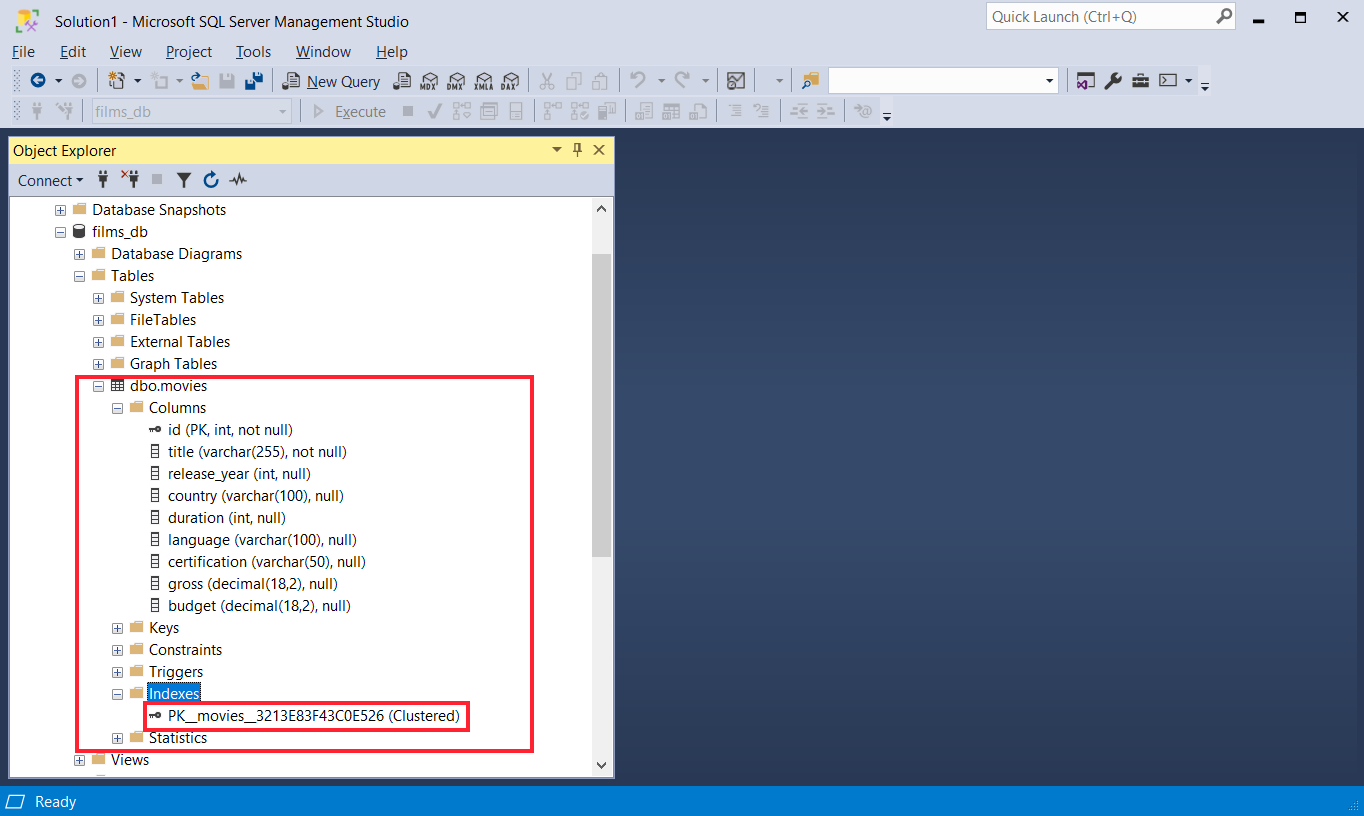 Solution1 - Microsoft SQL Server Management Studio
Quick Launch (Ctrl+Q)
File Edit View Project Tools Window Help
New Query MDX DMX XMLA DAX
films_db Execute
Object Explorer
Connect
Database Snapshots
films_db
Database Diagrams
Tables
System Tables
FileTables
External Tables
Graph Tables
dbo.movies
Columns
id (PK, int, not null)
title (varchar(255), not null)
release_year (int, null)
country (varchar(100), null)
duration (int, null)
language (varchar(100), null)
certification (varchar(50), null)
gross (decimal(18,2), null)
budget (decimal(18,2), null)
Keys
Constraints
Triggers
Indexes
PK__movies__3213E83F43C0E526 (Clustered)
Statistics
Views
Ready